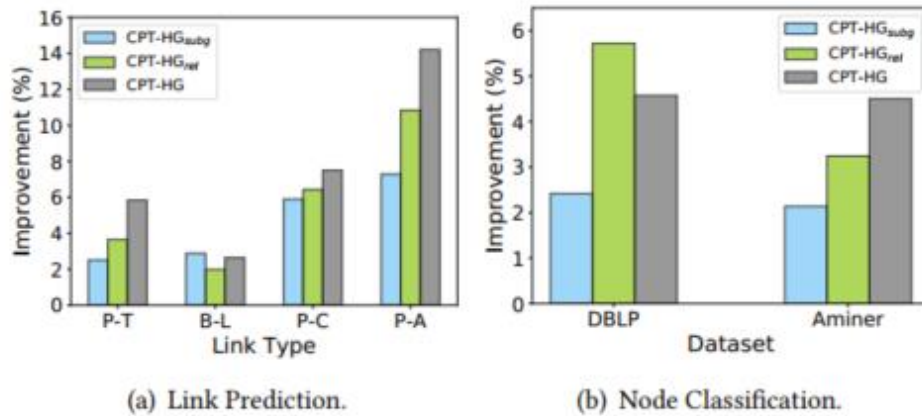 16
14
12
10
8
6
4
2
0
Improvement (%)
CPT-HGsubg
CPT-HGrel
CPT-HG
P-T B-L P-C P-A
Link Type
(a) Link Prediction.
6
5
4
3
2
1
0
Improvement (%)
CPT-HGsubg
CPT-HGrel
CPT-HG
DBLP Aminer
Dataset
(b) Node Classification.